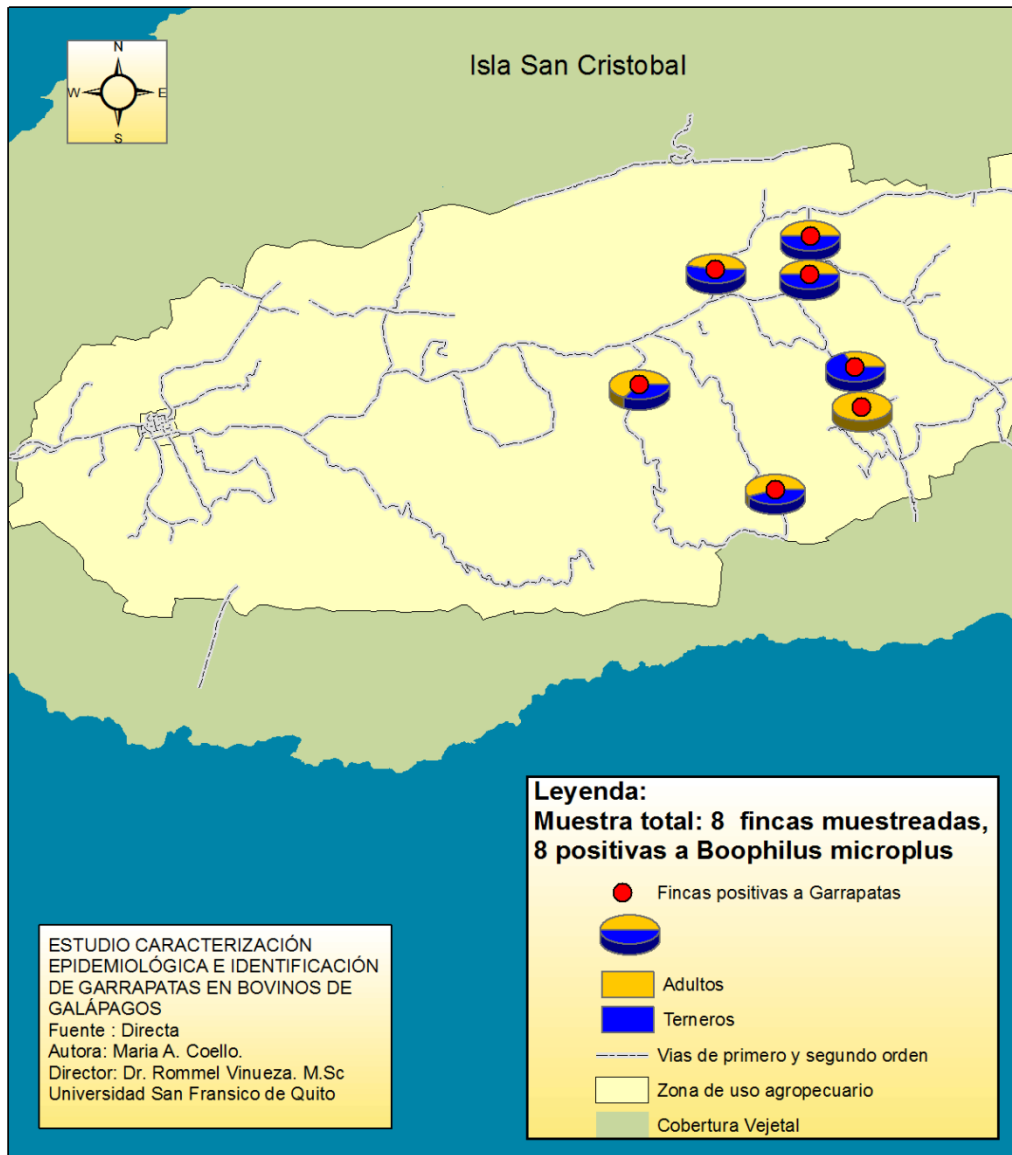 Isla San Cristobal
N
W E
S
Leyenda:
Muestra total: 8 fincas muestreadas,
8 positivas a Boophilus microplus
Fincas positivas a Garrapatas
Adultos
Terneros
Vias de primero y segundo orden
Zona de uso agropecuario
Cobertura Vejetal
ESTUDIO CARACTERIZACIÓN
EPIDEMIOLÓGICA E IDENTIFICACIÓN
DE GARRAPATAS EN BOVINOS DE
GALÁPAGOS
Fuente : Directa
Autora: Maria A. Coello.
Director: Dr. Rommel Vinueza. M.Sc
Universidad San Fransico de Quito